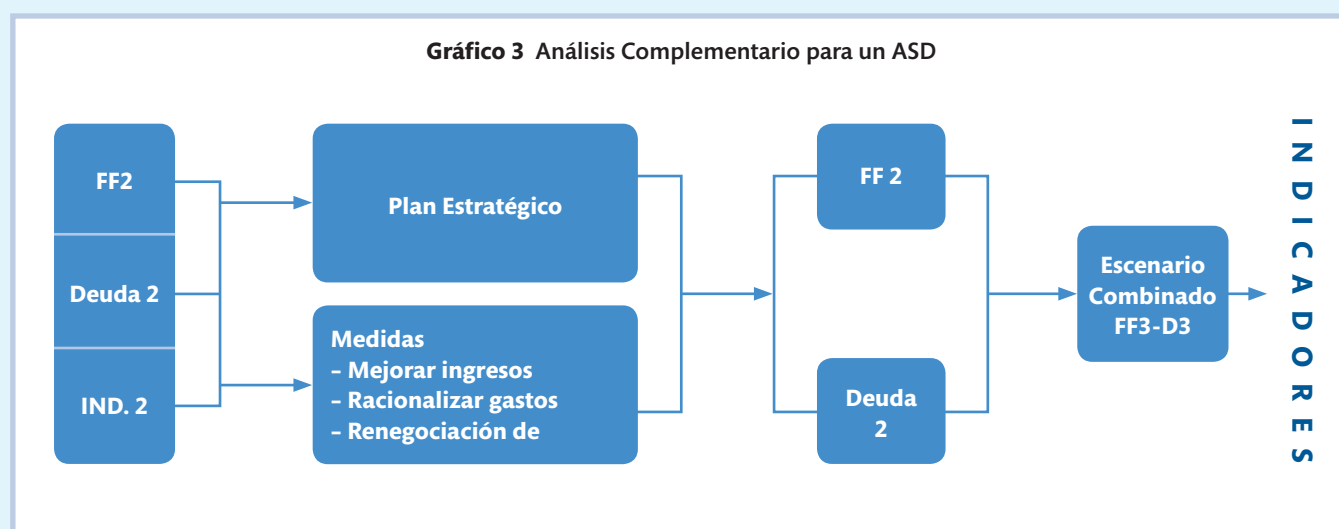 Gráfico 3 Análisis Complementario para un ASD
FF2
Deuda 2
IND. 2
Plan Estratégico
Medidas
– Mejorar ingresos
– Racionalizar gastos
– Renegociación de
FF 2
Deuda
2
Escenario
Combinado
FF3-D3
INDICADORES